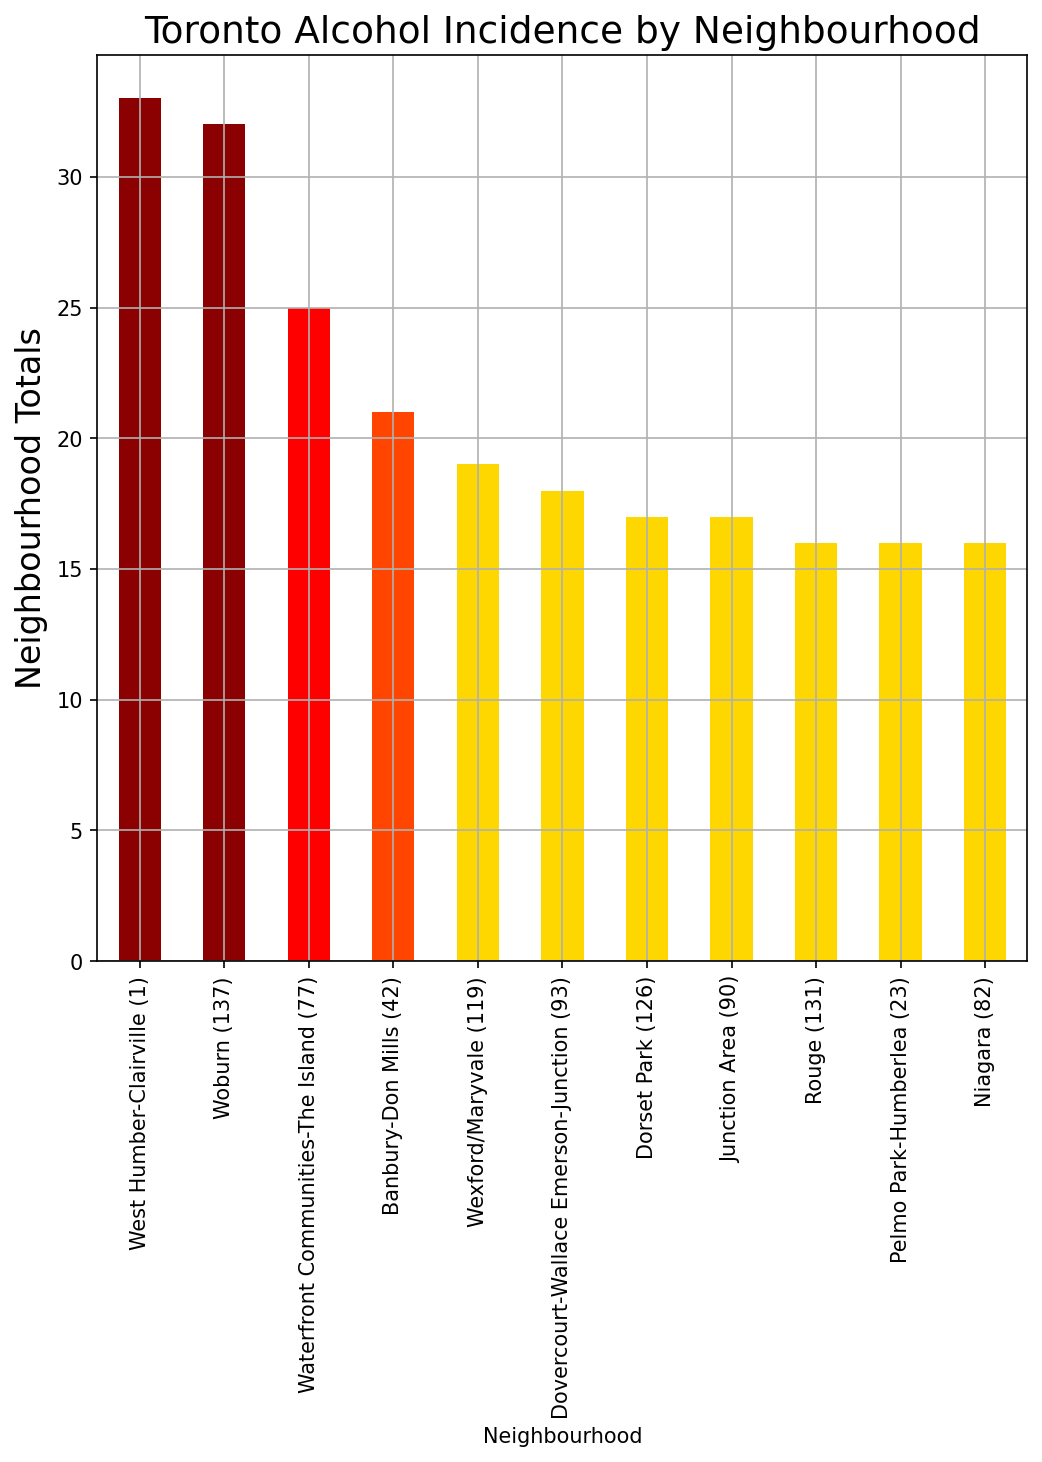 Toronto Alcohol Incidence by Neighbourhood
Neighbourhood Totals
30
25
20
15
10
5
0
West Humber-Clairville (1)
Woburn (137)
Waterfront Communities-The Island (77)
Banbury-Don Mills (42)
Wexford/Maryvale (119)
Dovercourt-Wallace Emerson-Junction (93)
Dorset Park (126)
Junction Area (90)
Rouge (131)
Pelmo Park-Humberlea (23)
Niagara (82)
Neighbourhood